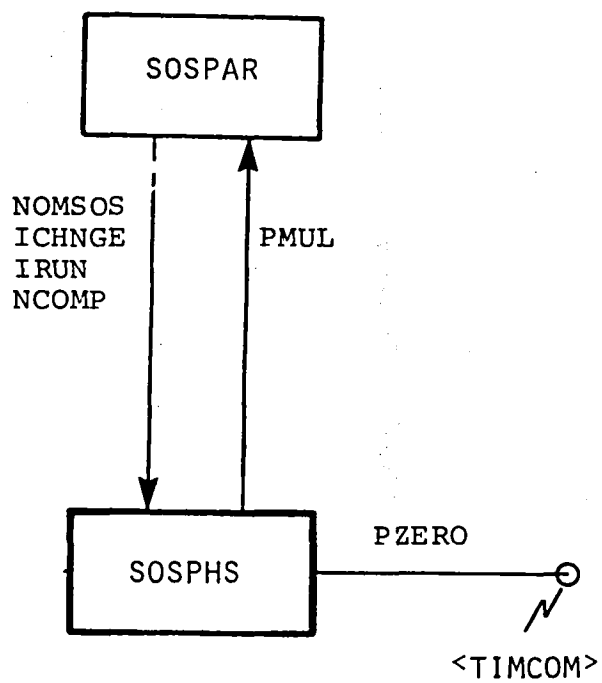 SOSPAR
NOMSOS
ICHNGE
IRUN
NCOMP
PMUL
PZERO
SOSPHS
<TIMCOM>